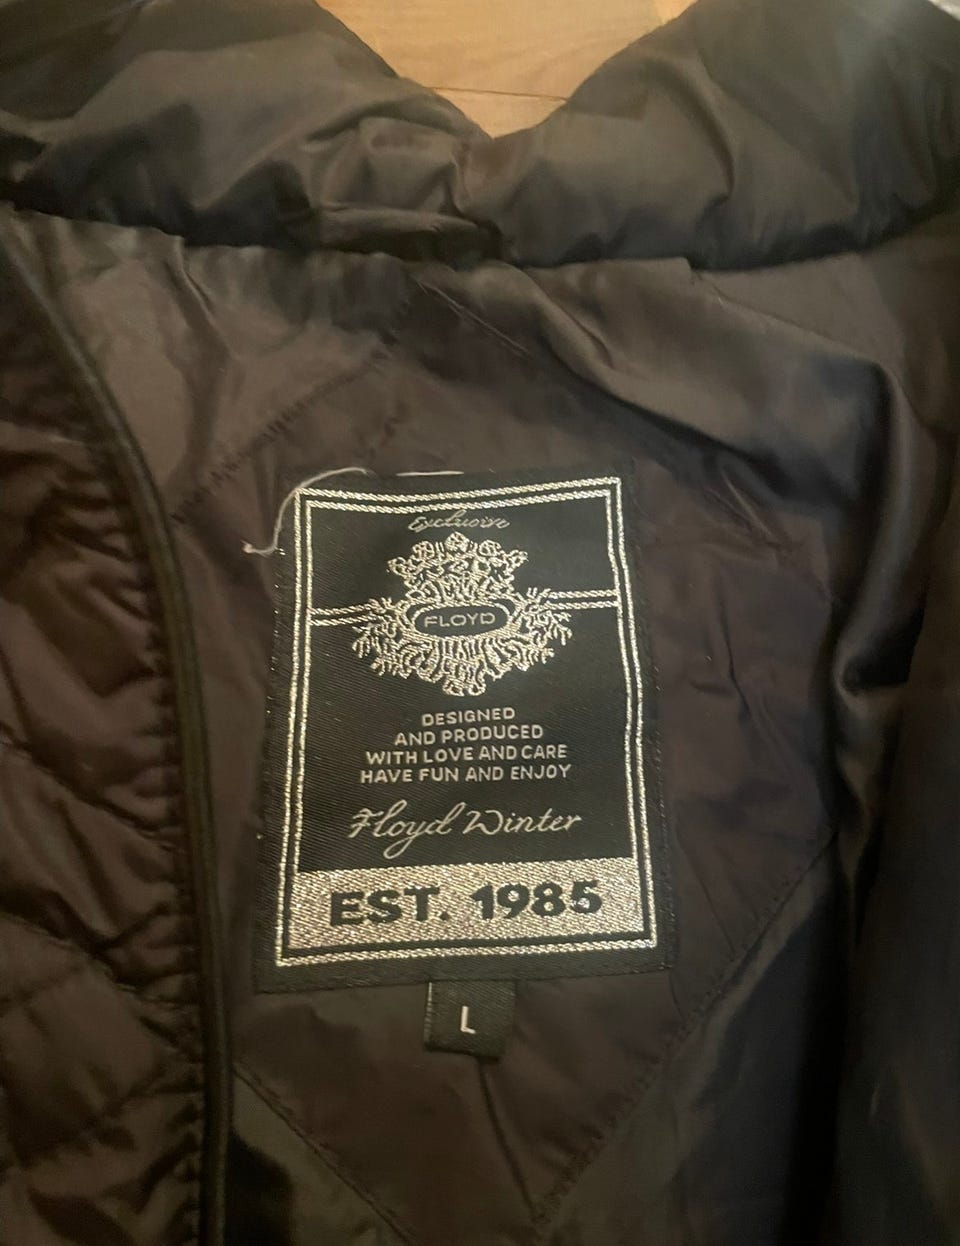 Exclusive
FLOYD
DESIGNED
AND PRODUCED
WITH LOVE AND CARE
HAVE FUN AND ENJOY
Floyd Winter
EST. 1985
L